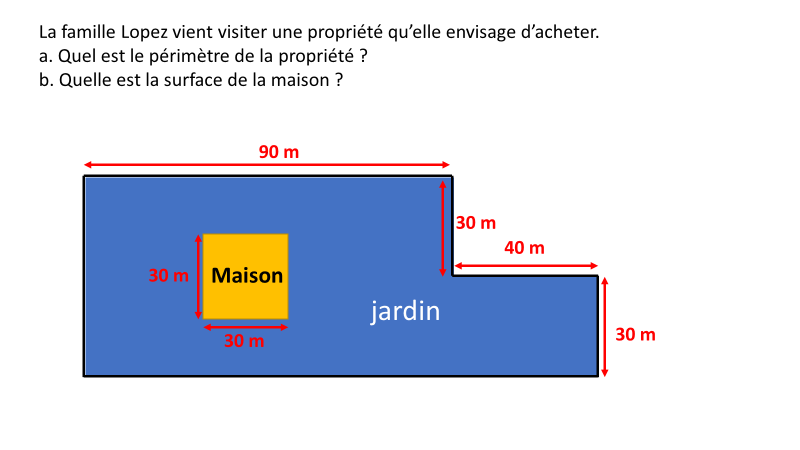 La famille Lopez vient visiter une propriété qu’elle envisage d’acheter.
a. Quel est le périmètre de la propriété ?
b. Quelle est la surface de la maison ?
90 m
30 m
40 m
30 m
Maison
jardin
30 m
30 m